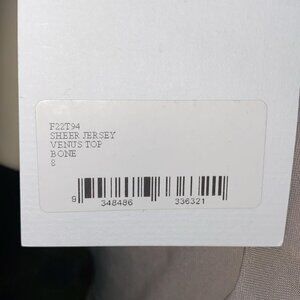 F22T94
SHEER JERSEY
VENUS TOP
BONE
8
9 348486 336321